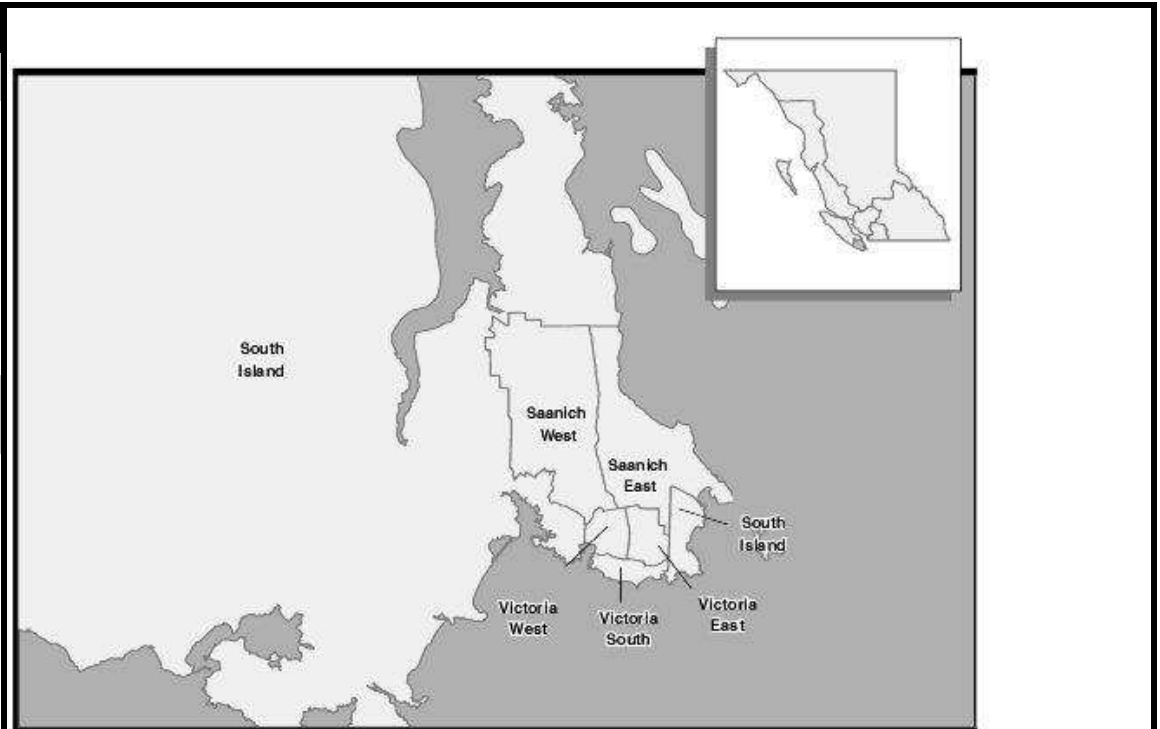 South
Island
Saanich
West
Saanich
East
South
Island
Victoria
West
Victoria
South
Victoria
East